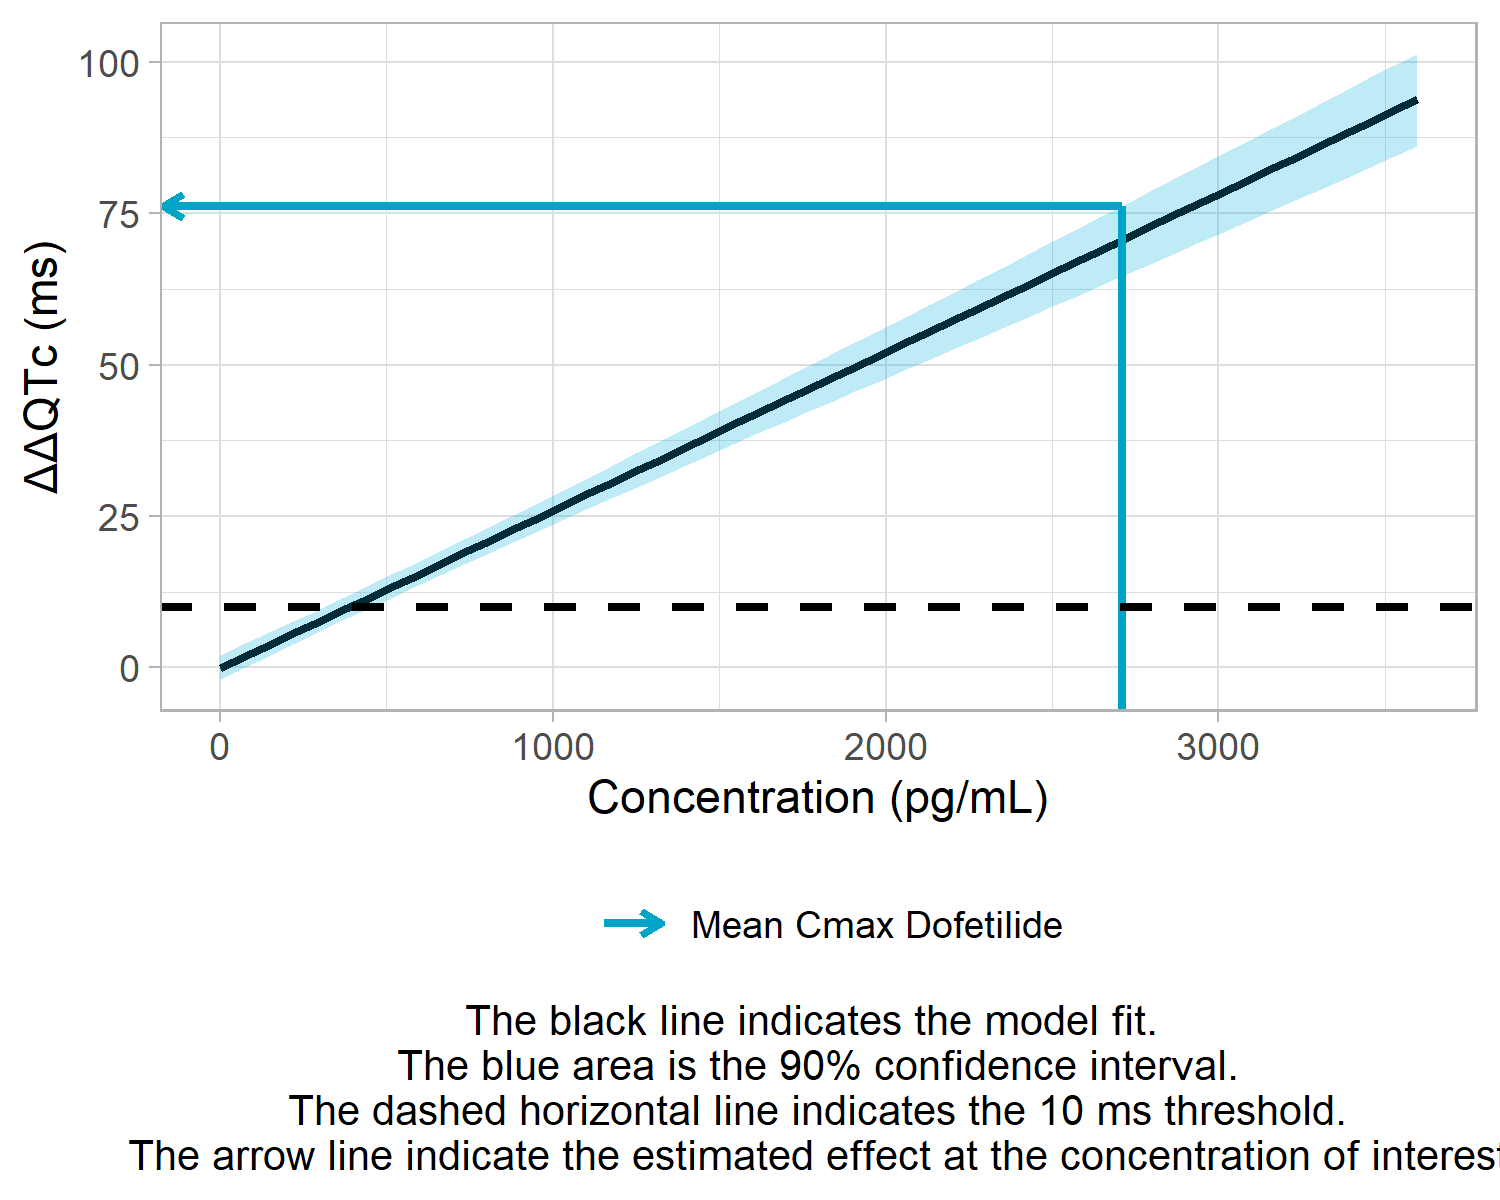 100
75
50
25
0
ΔΔQTc (ms)
0 1000 2000 3000
Concentration (pg/mL)
Mean Cmax Dofetilide
The black line indicates the model fit.
The blue area is the 90% confidence interval.
The dashed horizontal line indicates the 10 ms threshold.
The arrow line indicate the estimated effect at the concentration of interest